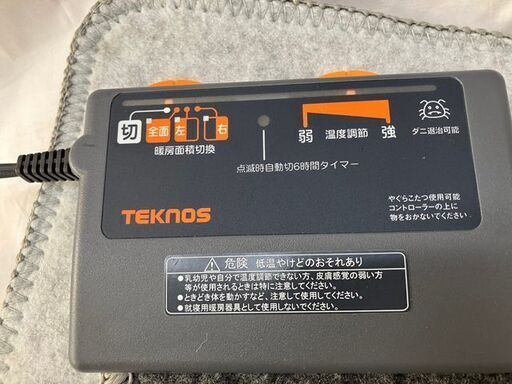 切 全面 左 右
暖房面積切換
弱 温度調節 強
ダニ退治可能
点滅時自動切6時間タイマー
TEKNOS
やぐらこたつ使用可能
コントローラーの上に
物をおかないでください。
危険 低温やけどのおそれあり
●乳幼児や自分で温度調節できない方、皮膚感覚の弱い方
等が使用されるときは特に注意してください。
●ときどき体を動かすなど、注意して使用してください。
●就寝用暖房器具として使用しないでください。